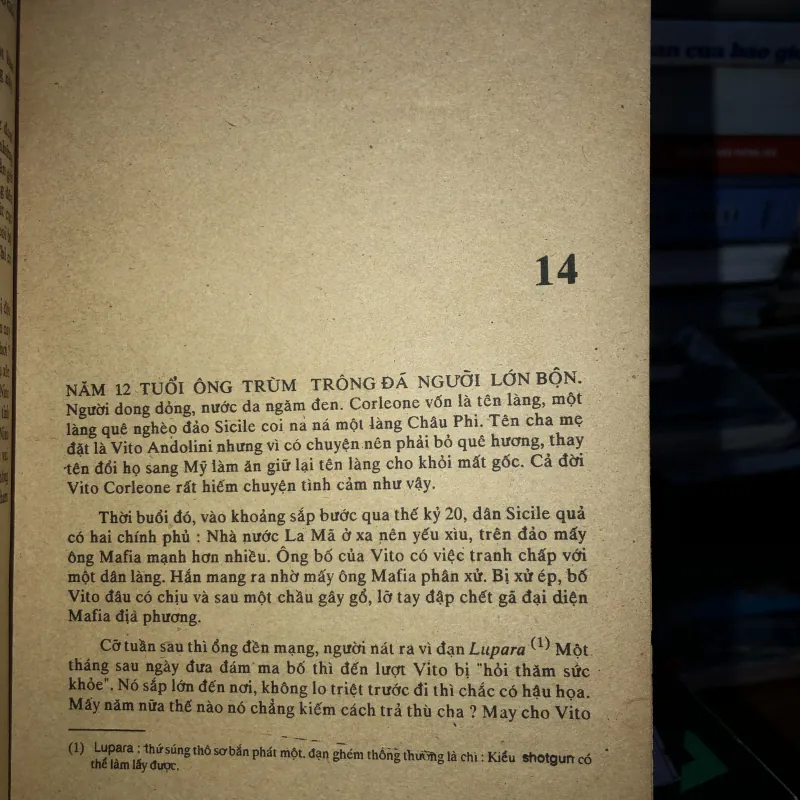 14
NĂM 12 TUỔI ÔNG TRÙM TRÔNG ĐÁ NGƯỜI LỚN BỘN.
Người dong dỏng, nước da ngăm đen. Corleone vốn là tên làng, một
làng quê nghèo đảo Sicile coi na ná một làng Châu Phi. Tên cha mẹ
đặt là Vito Andolini nhưng vì có chuyện nên phải bỏ quê hương, thay
tên đổi họ sang Mỹ làm ăn giữ lại tên làng cho khỏi mất gốc. Cả đời
Vito Corleone rất hiếm chuyện tình cảm như vậy.
Thời buổi đó, vào khoảng sắp bước qua thế kỷ 20, dân Sicile quả
có hai chính phủ : Nhà nước La Mã ở xa nên yếu xìu, trên đảo mấy
ông Mafia mạnh hơn nhiều. Ông bố của Vito có việc tranh chấp với
một dân làng. Hắn mang ra nhờ mấy ông Mafia phân xử. Bị xử ép, bố
Vito đâu có chịu và sau một chầu gây gổ, lỡ tay đập chết gã đại diện
Mafia địa phương.
Cỡ tuần sau thì ổng đền mạng, người nát ra vì đạn Lupara (1) Một
tháng sau ngày đưa đám ma bố thì đến lượt Vito bị "hỏi thăm sức
khỏe". Nó sắp lớn đến nơi, không lo triệt trước đi thì chắc có hậu họa.
Mấy năm nữa thế nào nó chẳng kiếm cách trả thù cha ? May cho Vito
(1) Lupara : thứ súng thô sơ bắn phát một. đạn ghém thông thường là chì : Kiểu shotgun có
thể làm lấy được.